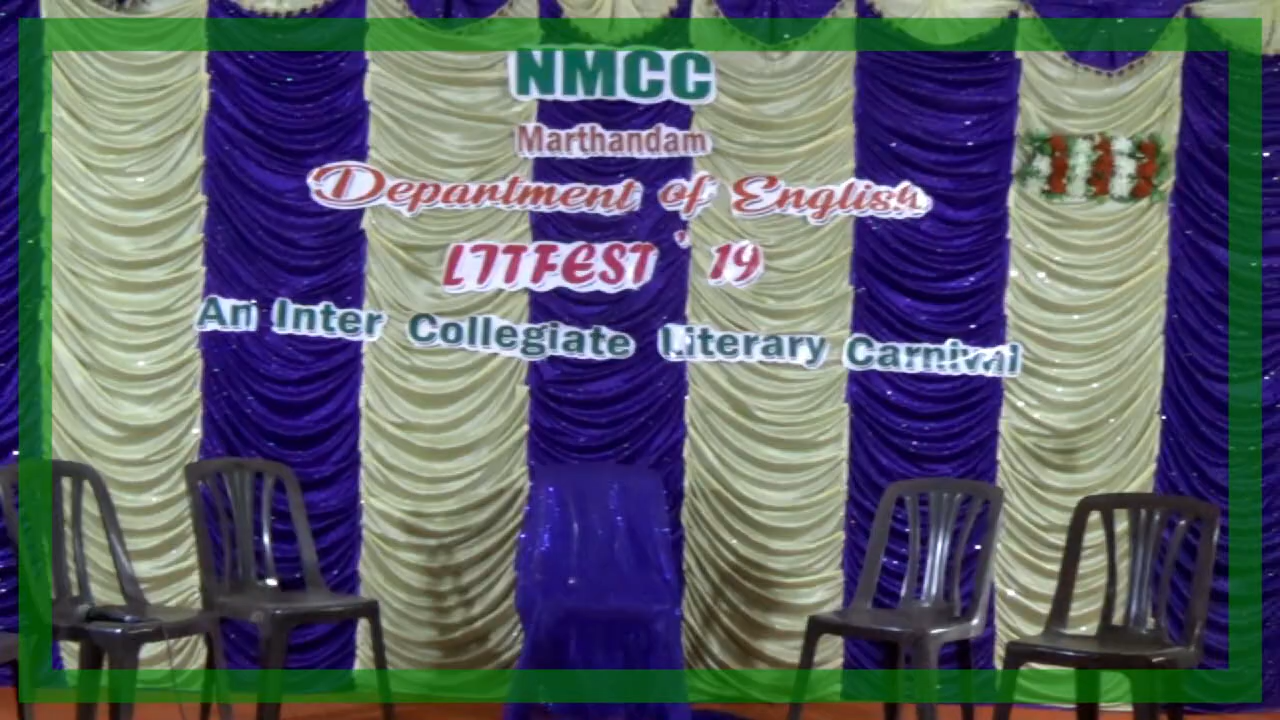 NMCC
Marthandam
Department of English
LITFEST ' 19
An Inter Collegiate Literary Carnival